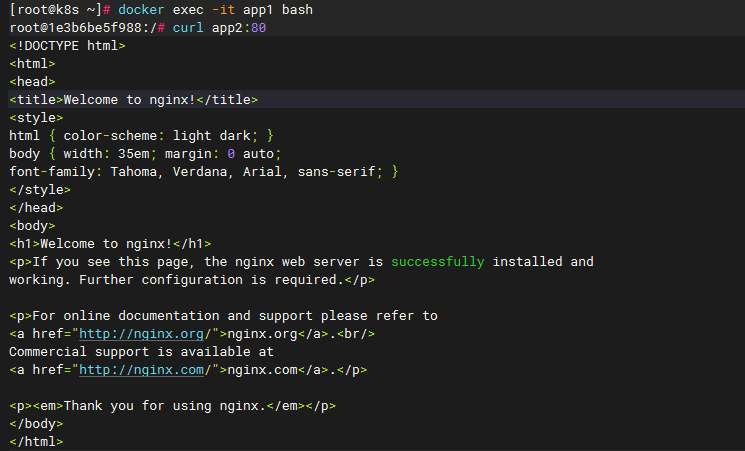 [root@k8s ~]# docker exec -it app1 bash
root@1e3b6be5f988:/# curl app2:80
<!DOCTYPE html>
<html>
<head>
<title>Welcome to nginx!</title>
<style>
html { color-scheme: light dark; }
body { width: 35em; margin: 0 auto;
font-family: Tahoma, Verdana, Arial, sans-serif; }
</style>
</head>
<body>
<h1>Welcome to nginx!</h1>
<p>If you see this page, the nginx web server is successfully installed and
working. Further configuration is required.</p>

<p>For online documentation and support please refer to
<a href="http://nginx.org/">nginx.org</a>.<br/>
Commercial support is available at
<a href="http://nginx.com/">nginx.com</a>.</p>

<p><em>Thank you for using nginx.</em></p>
</body>
</html>